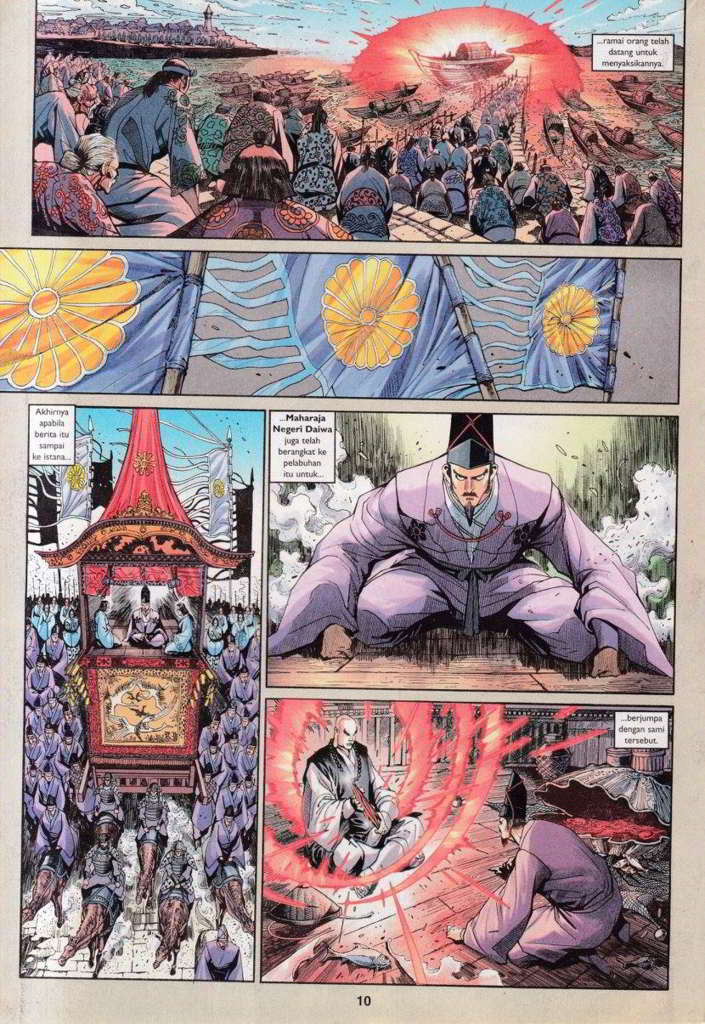 ...ramai orang telah
datang untuk
menyaksikannya.
Akhirnya
apabila
berita itu
sampai
ke istana...
...Maharaja
Negeri Daiwa
juga telah
berangkat ke
pelabuhan
itu untuk...
...berjumpa
dengan sami
tersebut.
10